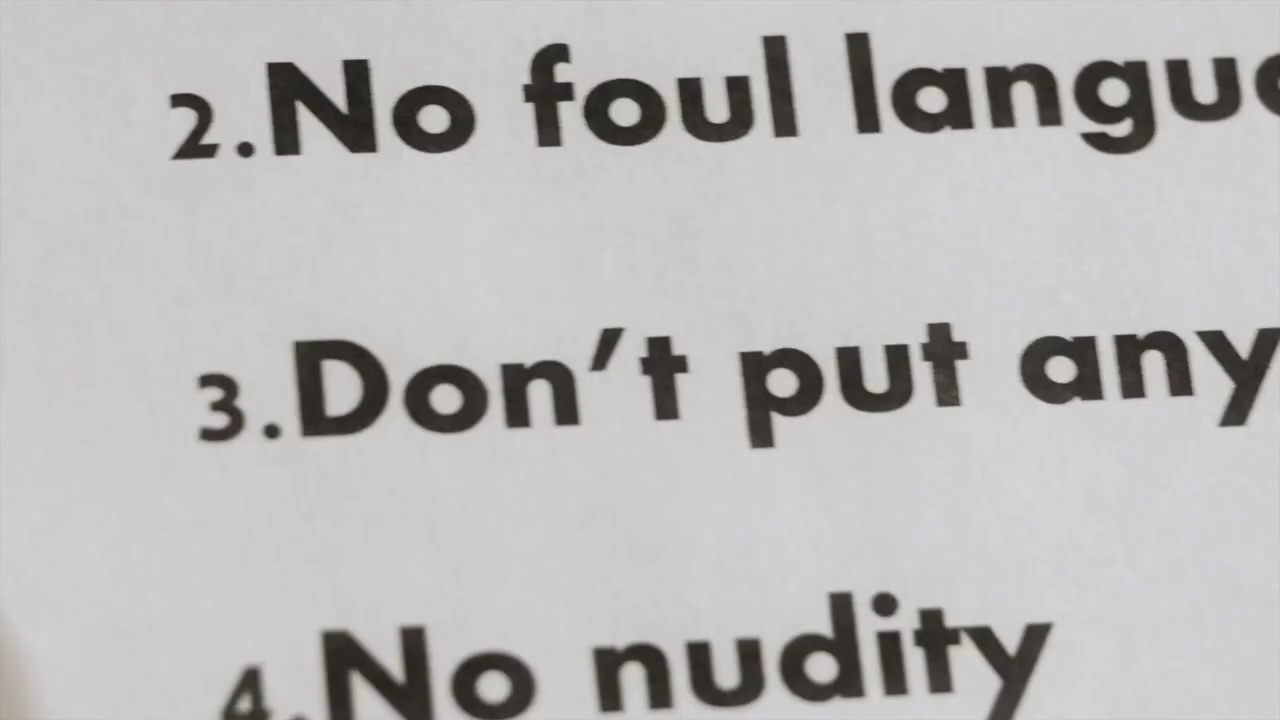 2. No foul langu
3. Don't put any
4. No nudity